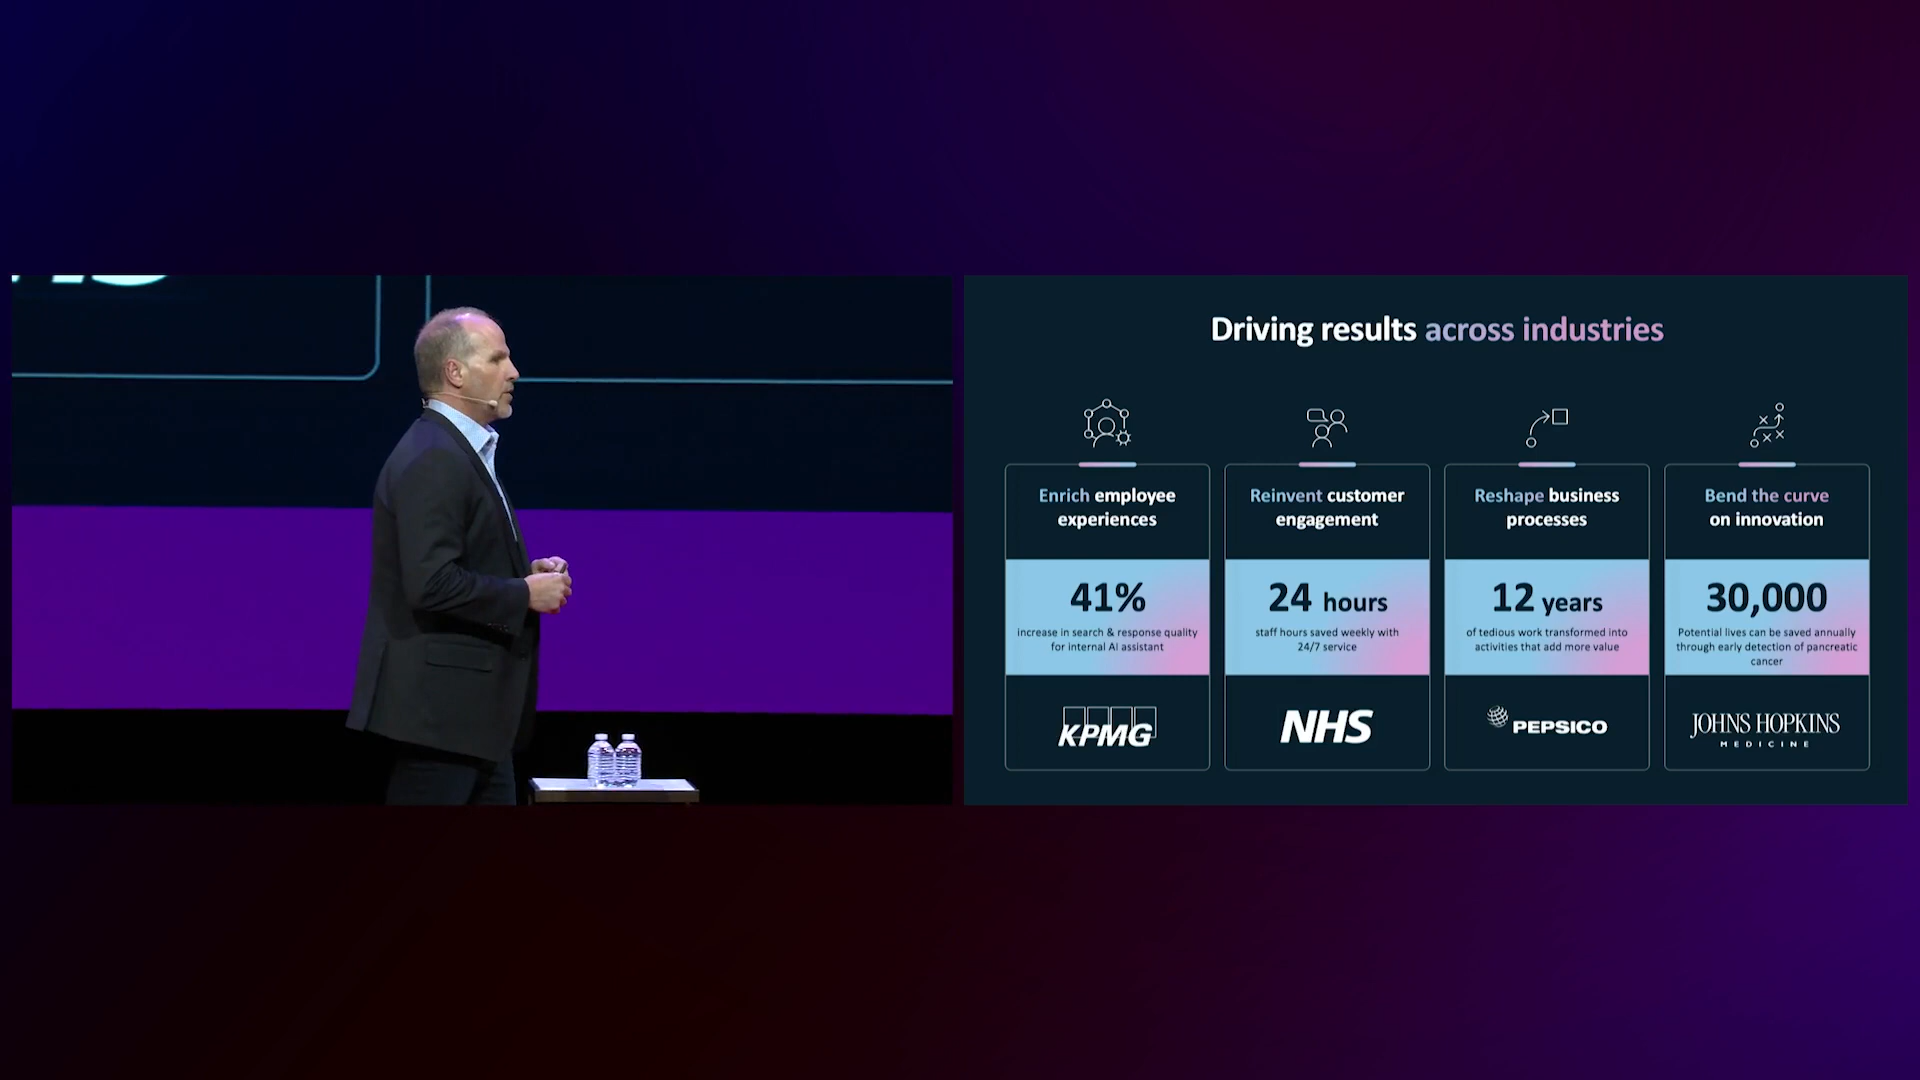 Driving results across industries
Enrich employee
experiences
41%
increase in search & response quality
for internal AI assistant
KPMG
Reinvent customer
engagement
24 hours
staff hours saved weekly with
24/7 service
NHS
Reshape business
processes
12 years
of tedious work transformed into
activities that add more value
PEPSICO
Bend the curve
on innovation
30,000
Potential lives can be saved annually
through early detection of pancreatic
cancer
JOHNS HOPKINS
MEDICINE